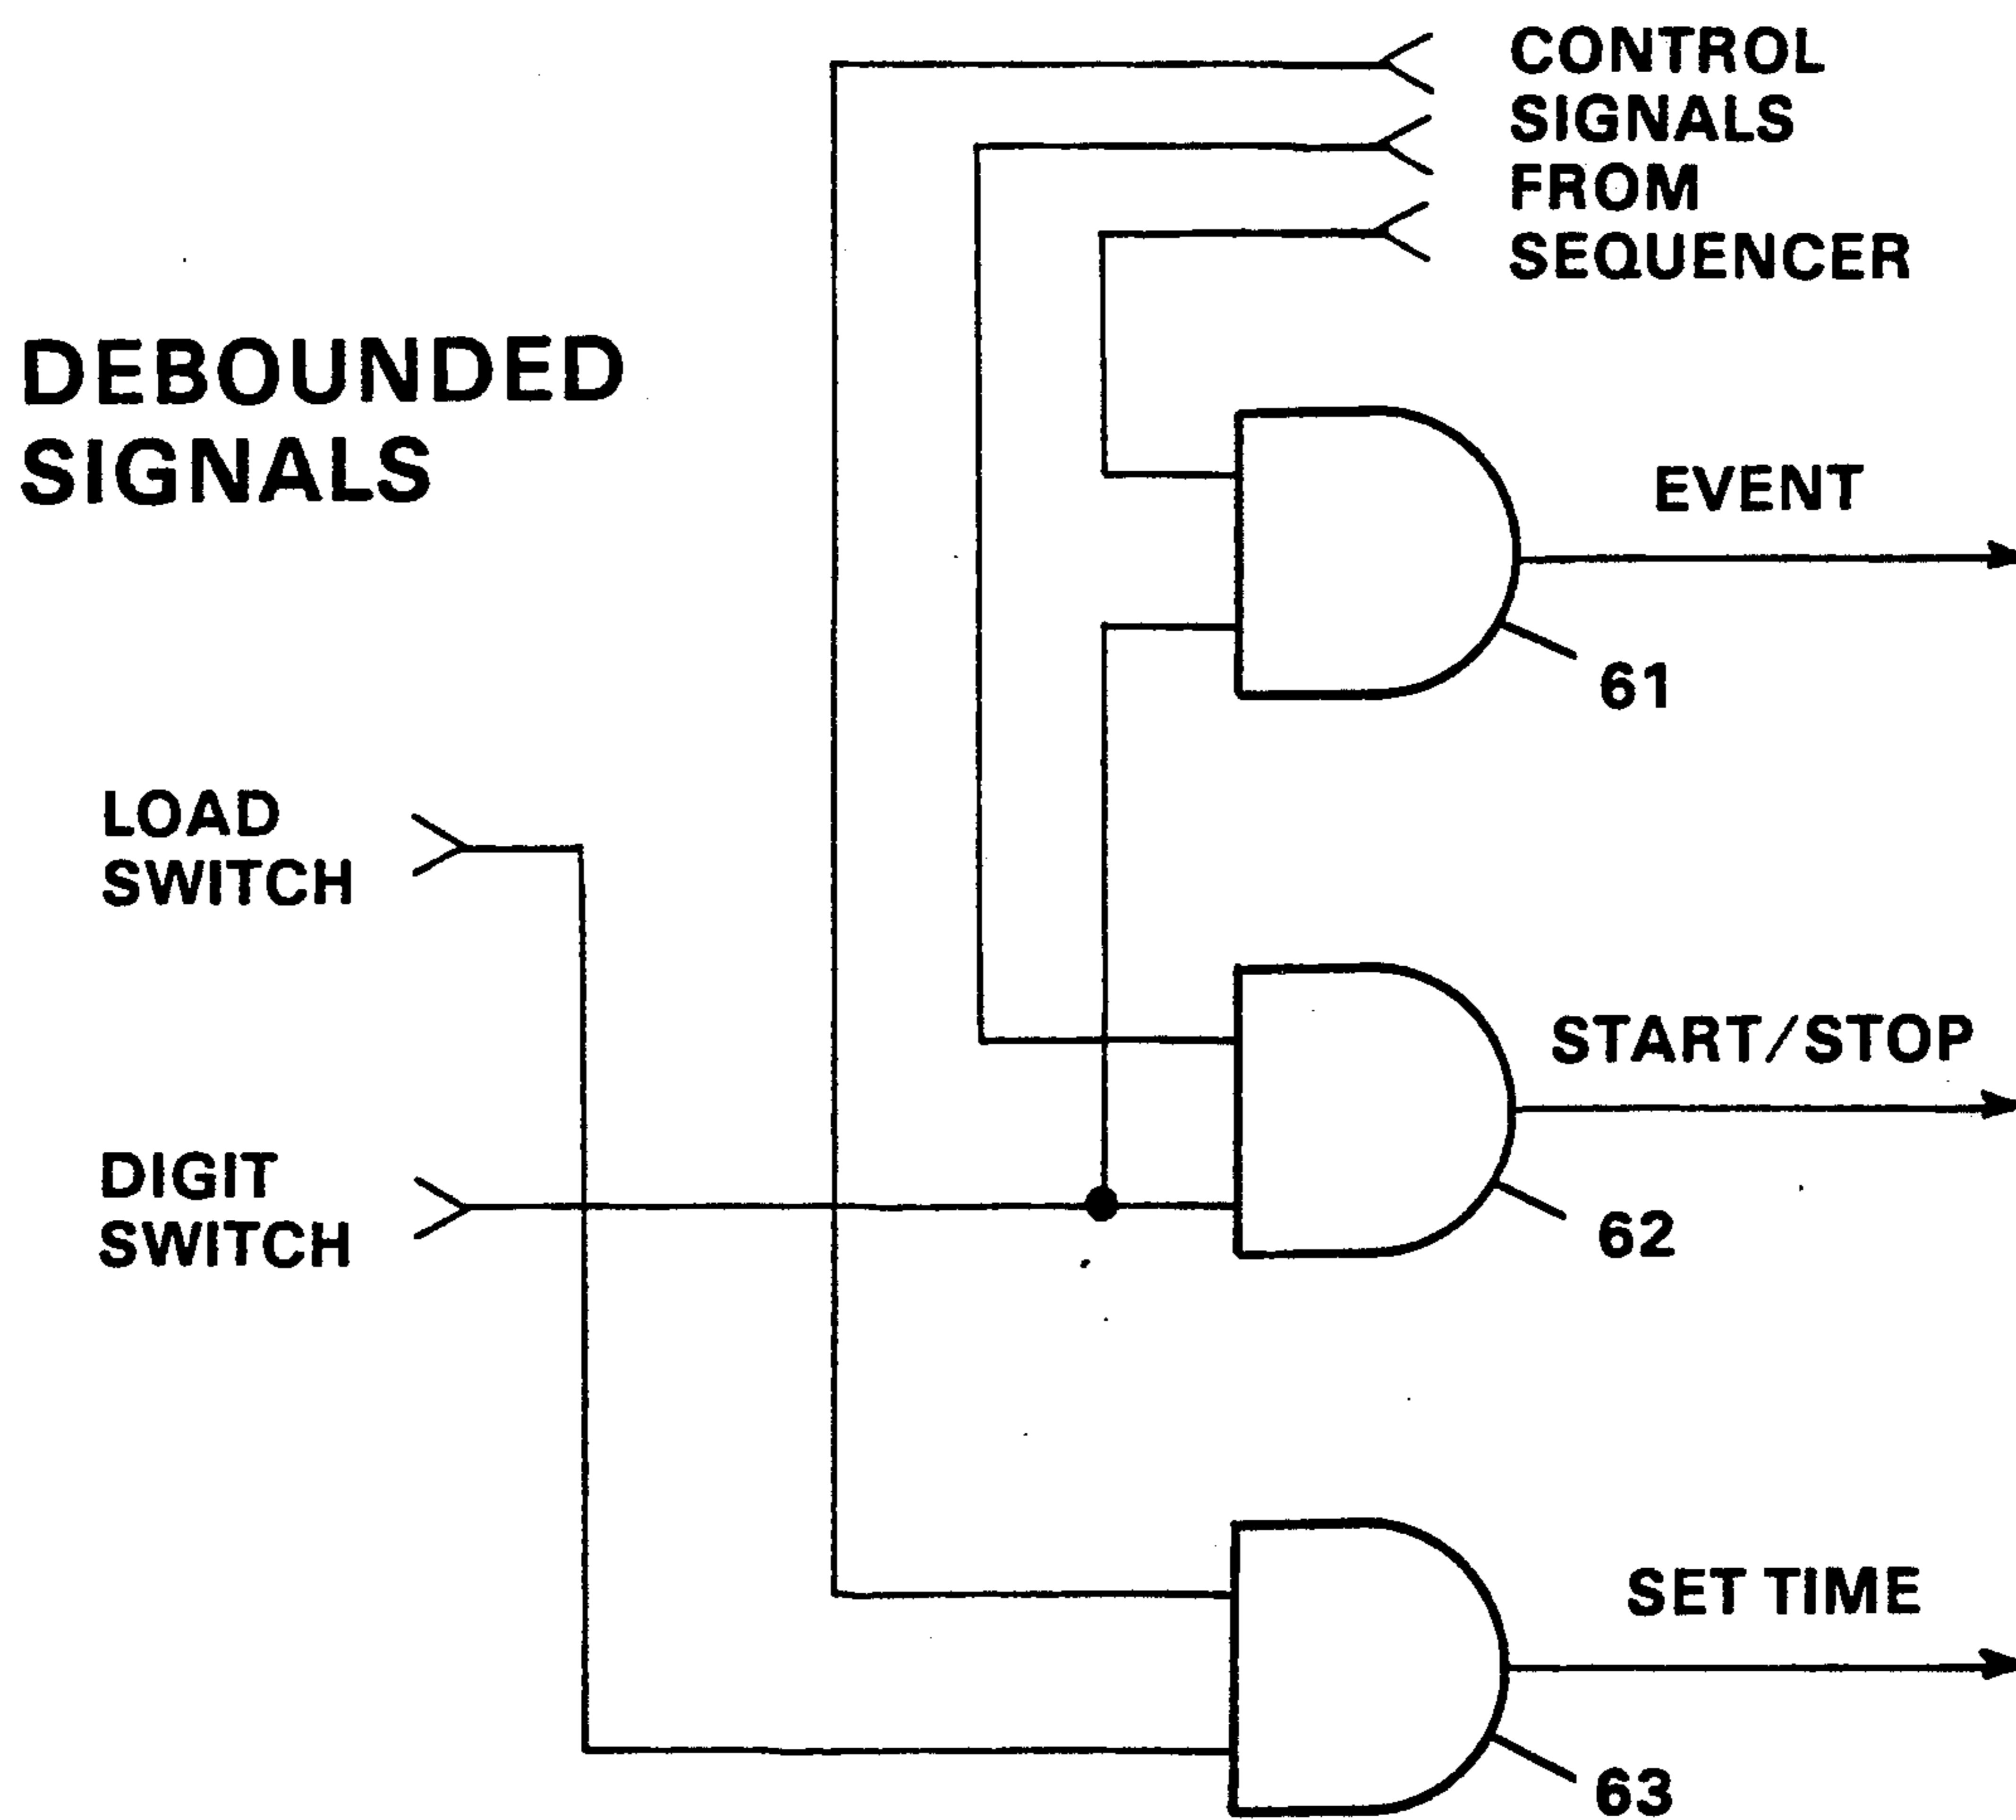 CONTROL
SIGNALS
FROM
SEQUENCER
DEBOUNDED
SIGNALS
EVENT
61
LOAD
SWITCH
START/STOP
DIGIT
SWITCH
62
SET TIME
63